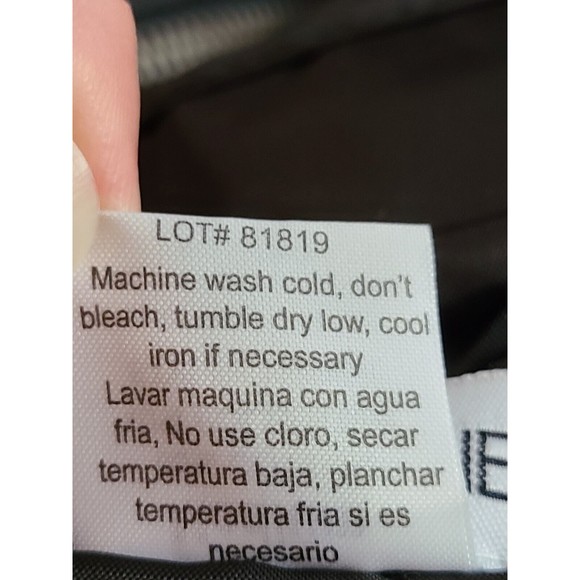 LOT# 81819
Machine wash cold, don't
bleach, tumble dry low, cool
iron if necessary
Lavar maquina con agua
fria, No use cloro, secar
temperatura baja, planchar
temperatura fria si es
necesario